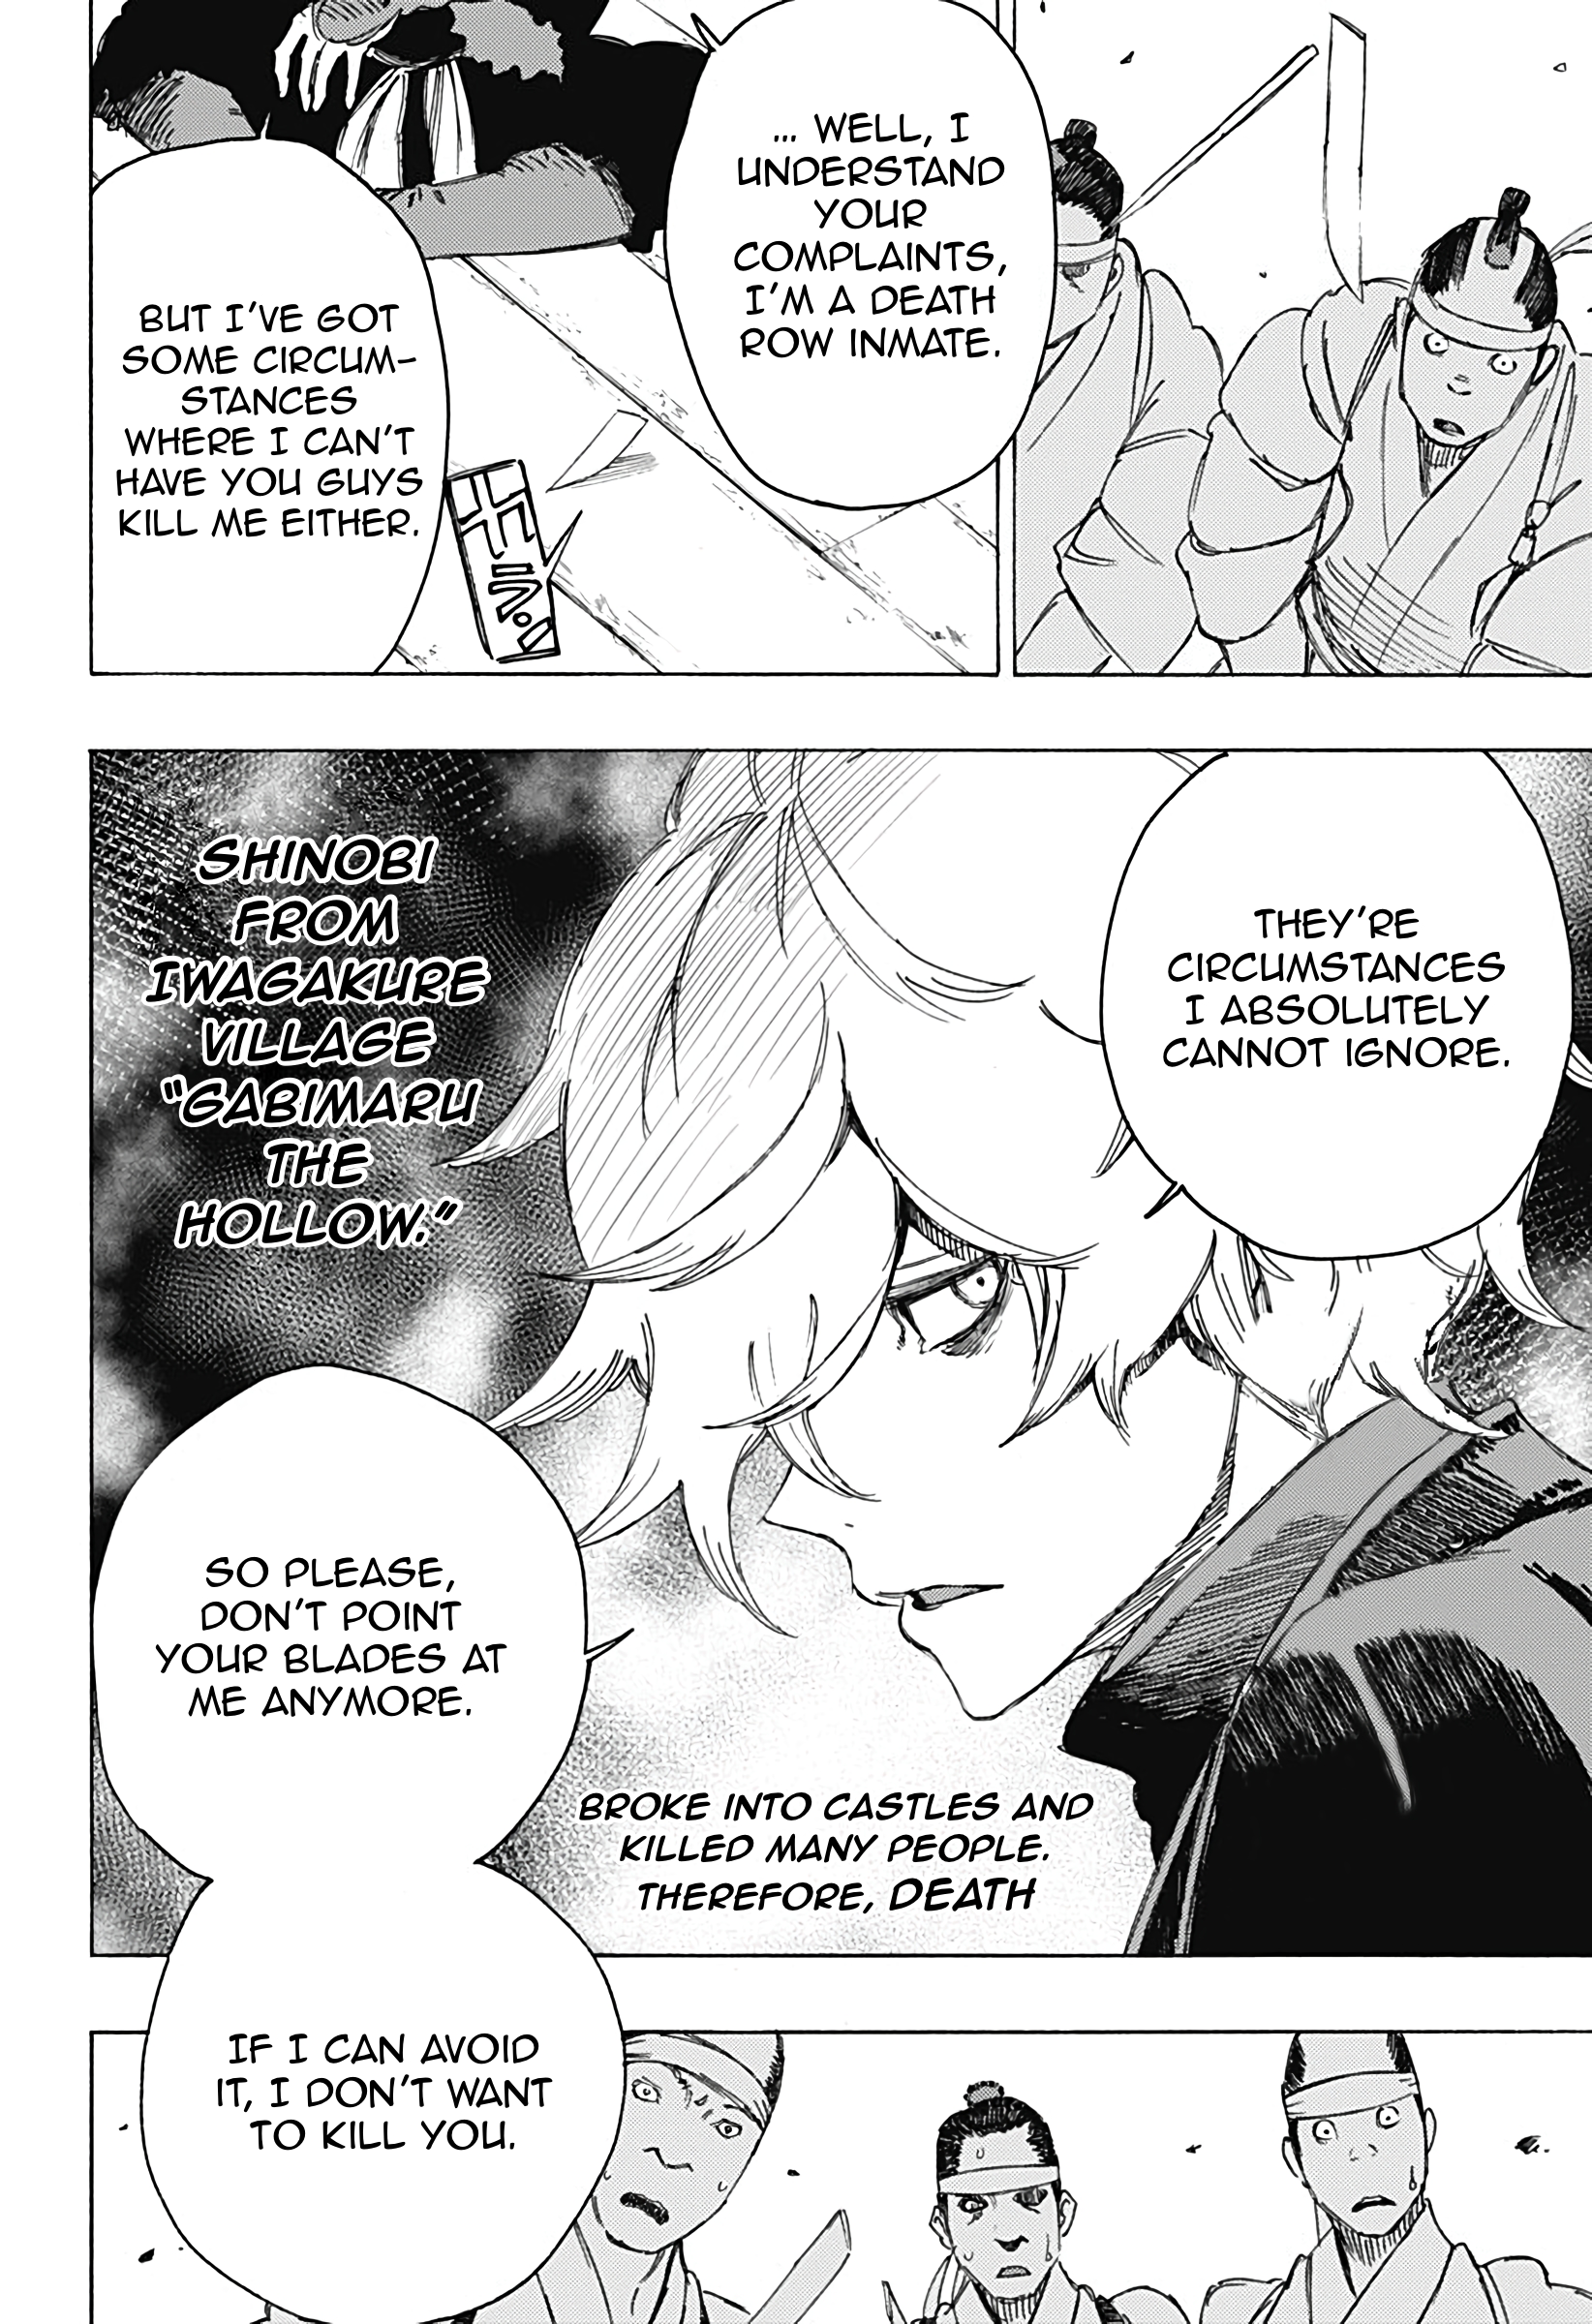 ... WELL, I
UNDERSTAND
YOUR
COMPLAINTS,
I'M A DEATH
ROW INMATE.
BUT I'VE GOT
SOME CIRCUM-
STANCES
WHERE I CAN'T
HAVE YOU GUYS
KILL ME EITHER.
THEY'RE
CIRCUMSTANCES
I ABSOLUTELY
CANNOT IGNORE.
SHINOBI
FROM
IWAGAKURE
VILLAGE
"GABIMARU
THE
HOLLOW."
SO PLEASE,
DON'T POINT
YOUR BLADES AT
ME ANYMORE.
BROKE INTO CASTLES AND
KILLED MANY PEOPLE.
THEREFORE, DEATH
IF I CAN AVOID
IT, I DON'T WANT
TO KILL YOU.